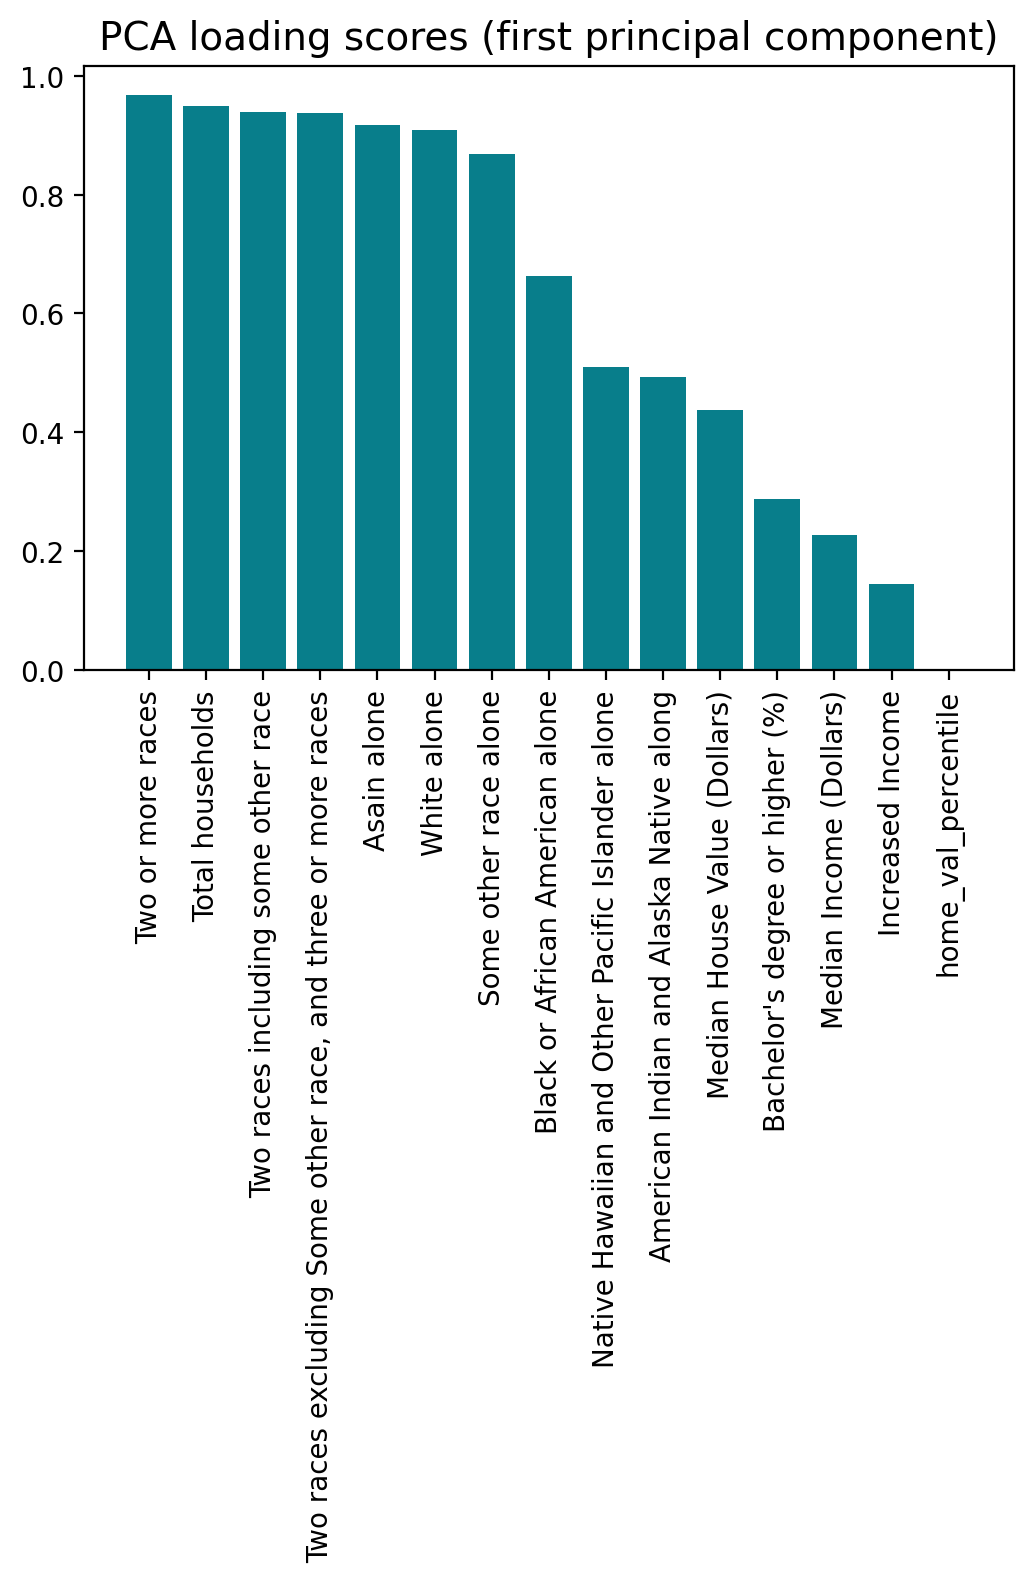 PCA loading scores (first principal component)
1.0
0.8
0.6
0.4
0.2
0.0
Two or more races
Total households
Two races including some other race
Two races excluding Some other race, and three or more races
Asain alone
White alone
Some other race alone
Black or African American alone
Native Hawaiian and Other Pacific Islander alone
American Indian and Alaska Native along
Median House Value (Dollars)
Bachelor's degree or higher (%)
Median Income (Dollars)
Increased Income
home_val_percentile